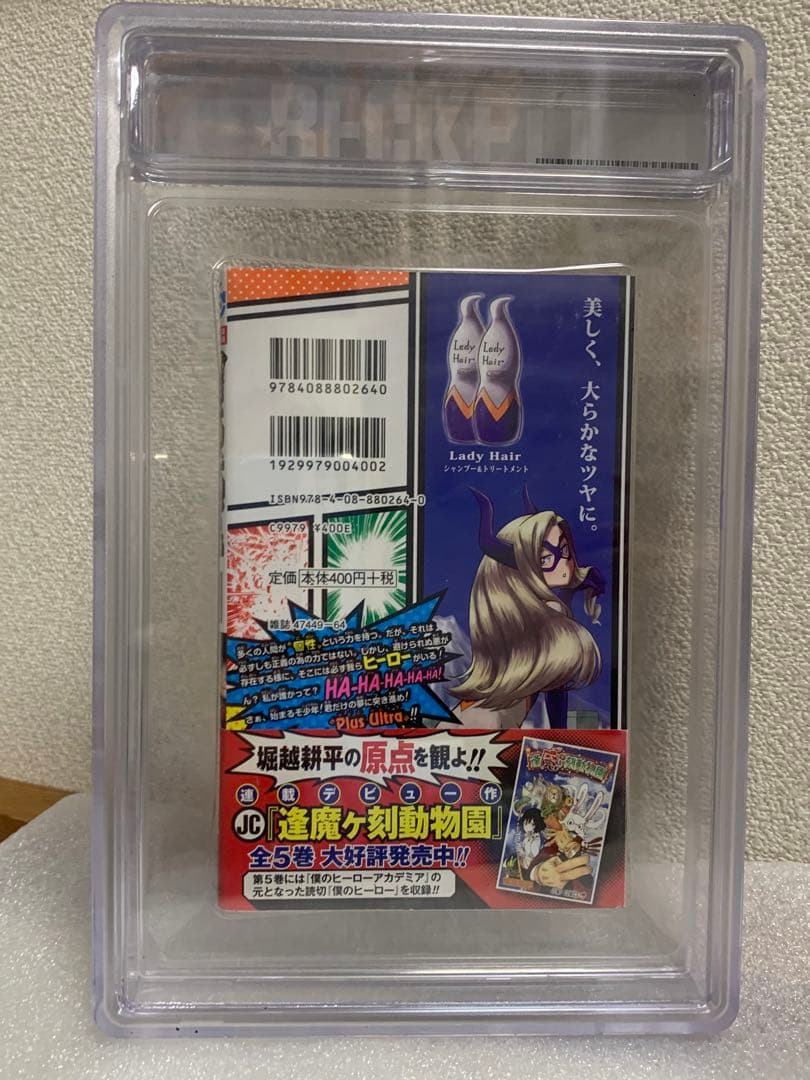 BECKETT
9784088802640
1929979004002
ISBN978-4-08-880264-0
C9979 ¥400E
定価 本体400円+税
雑誌 47449-64
美しく、大らかなツヤに。
Lady Hair
Lady Hair
Lady Hair
シャンプー&トリートメント
多くの人間が“個性”という力を持つ。だが、それは
必ずしも正義の為の力ではない。しかし、避けられぬ悪が
存在する様に、そこには必ず我らヒーローがいる!
ん? 私が誰かって? HA-HA-HA-HA-HA!
さぁ、始まるぞ少年!君だけの夢に突き進め!
“Plus Ultra”!!
堀越耕平の原点を観よ!!
連載デビュー作
JC『逢魔ヶ刻動物園』
全5巻 大好評発売中!!
第5巻には『僕のヒーローアカデミア』の
元となった読切『僕のヒーロー』を収録!!
逢魔ヶ刻動物園